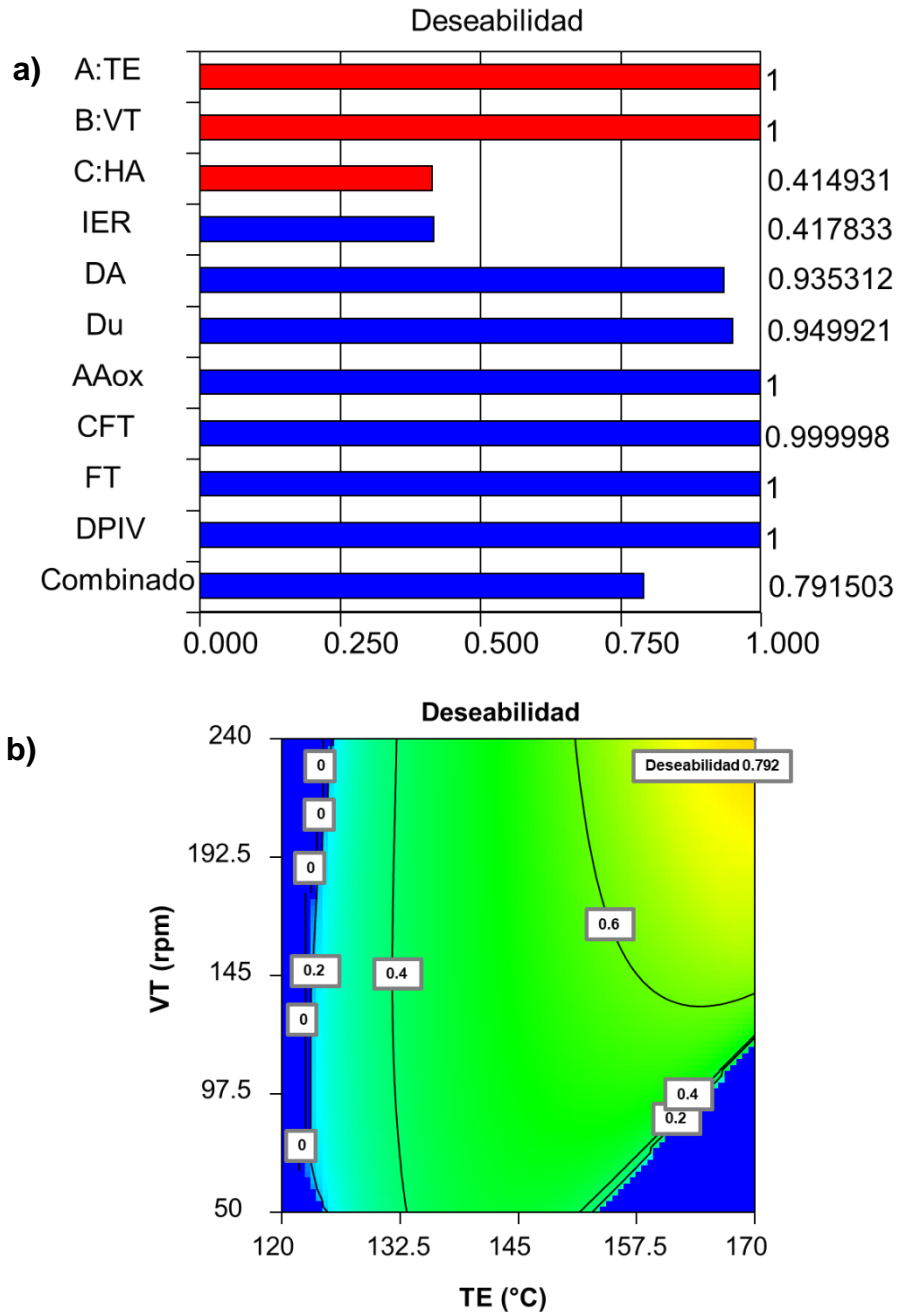 Deseabilidad
a)
A:TE 1
B:VT 1
C:HA 0.414931
IER 0.417833
DA 0.935312
Du 0.949921
AAox 1
CFT 0.999998
FT 1
DPIV 1
Combinado 0.791503
0.000 0.250 0.500 0.750 1.000
b)
Deseabilidad
240
0
Deseabilidad 0.792
0
192.5
0
0.6
145
0.2
0.4
0
97.5
0.4
0.2
0
50
VT (rpm)
120 132.5 145 157.5 170
TE (°C)